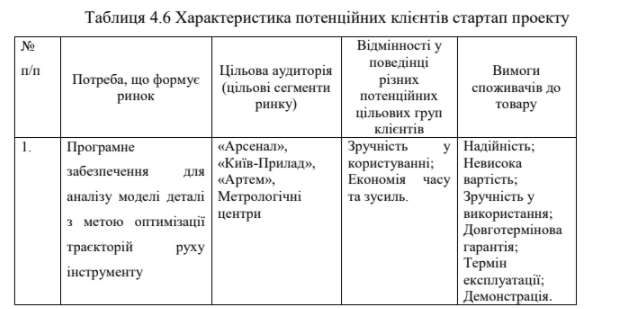 Таблиця 4.6 Характеристика потенційних клієнтів стартап проекту
№
п/п
Потреба, що формує
ринок
Цільова аудиторія
(цільові сегменти
ринку)
Відмінності у
поведінці
різних
потенційних
цільових груп
клієнтів
Вимоги
споживачів до
товару
1.
Програмне
забезпечення для
аналізу моделі деталі
з метою оптимізації
траєкторій руху
інструменту
«Арсенал»,
«Київ-Прилад»,
«Артем»,
Метрологічні
центри
Зручність у
користуванні;
Економія часу
та зусиль.
Надійність;
Невисока
вартість;
Зручність у
використання;
Довготермінова
гарантія;
Термін
експлуатації;
Демонстрація.